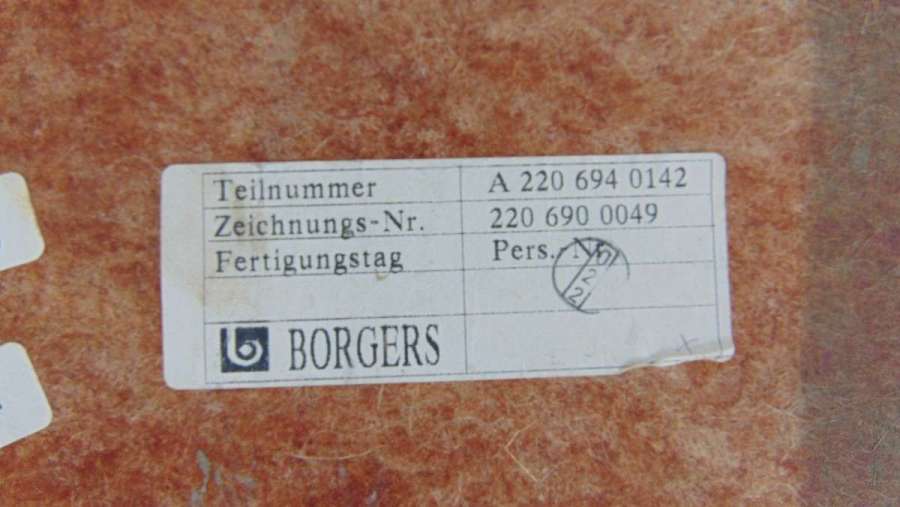 Teilnummer A 220 694 0142
Zeichnungs-Nr. 220 690 0049
Fertigungstag Pers.-Nr.
BORGERS